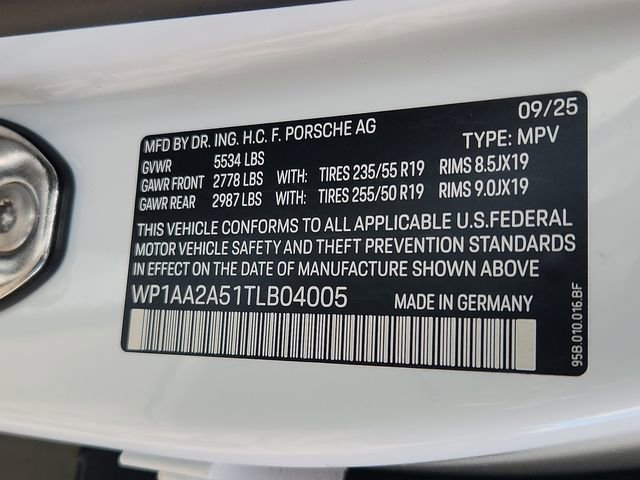 09/25
MFD BY DR. ING. H.C. F. PORSCHE AG
TYPE: MPV
GVWR 5534 LBS
GAWR FRONT 2778 LBS WITH: TIRES 235/55 R19 RIMS 8.5JX19
GAWR REAR 2987 LBS WITH: TIRES 255/50 R19 RIMS 9.0JX19
THIS VEHICLE CONFORMS TO ALL APPLICABLE U.S.FEDERAL
MOTOR VEHICLE SAFETY AND THEFT PREVENTION STANDARDS
IN EFFECT ON THE DATE OF MANUFACTURE SHOWN ABOVE
WP1AA2A51TLB04005 MADE IN GERMANY
95B.010.016.BF